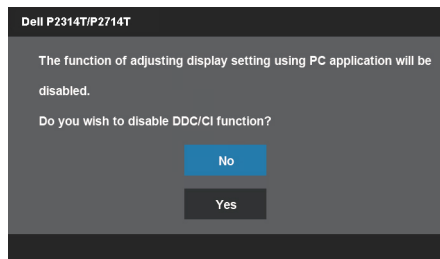 Dell P2314T/P2714T
The function of adjusting display setting using PC application will be
disabled.
Do you wish to disable DDC/CI function?
No
Yes